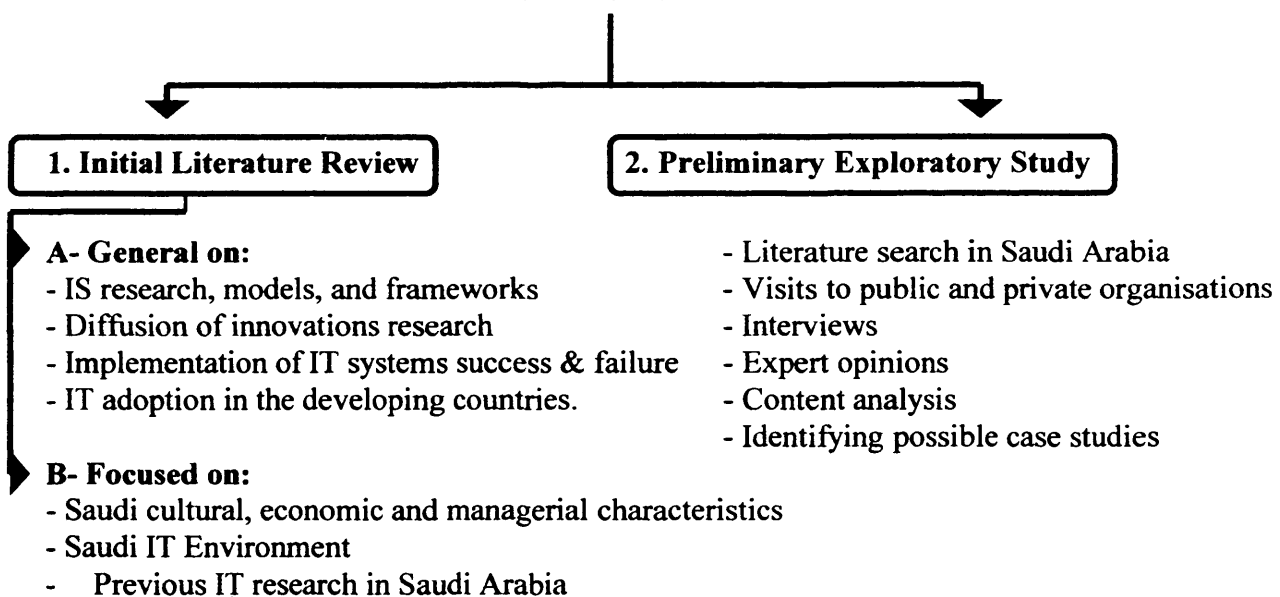 1. Initial Literature Review
A- General on:
- IS research, models, and frameworks
- Diffusion of innovations research
- Implementation of IT systems success & failure
- IT adoption in the developing countries.
B- Focused on:
- Saudi cultural, economic and managerial characteristics
- Saudi IT Environment
- Previous IT research in Saudi Arabia
2. Preliminary Exploratory Study
- Literature search in Saudi Arabia
- Visits to public and private organisations
- Interviews
- Expert opinions
- Content analysis
- Identifying possible case studies